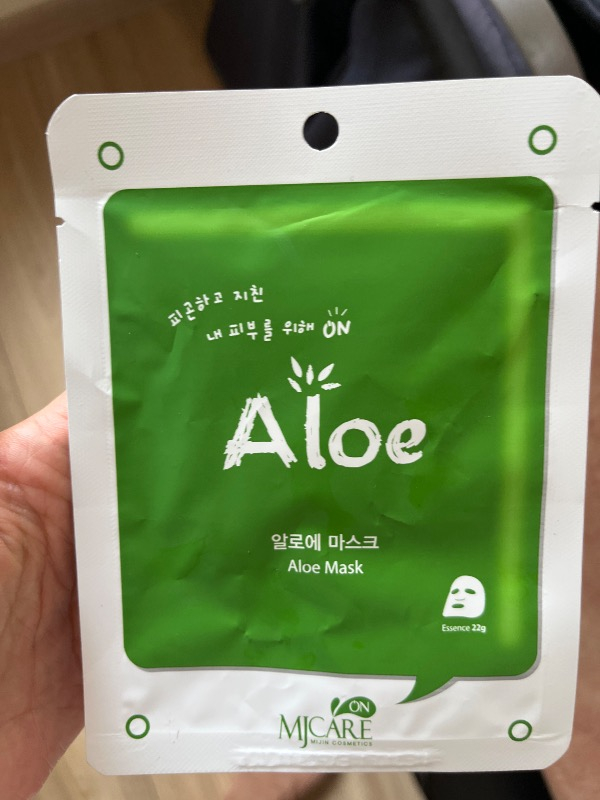 피곤하고 지친
내 피부를 위해 ON
Aloe
알로에 마스크
Aloe Mask
Essence 22g
ON
MJCARE
MIJIN COSMETICS